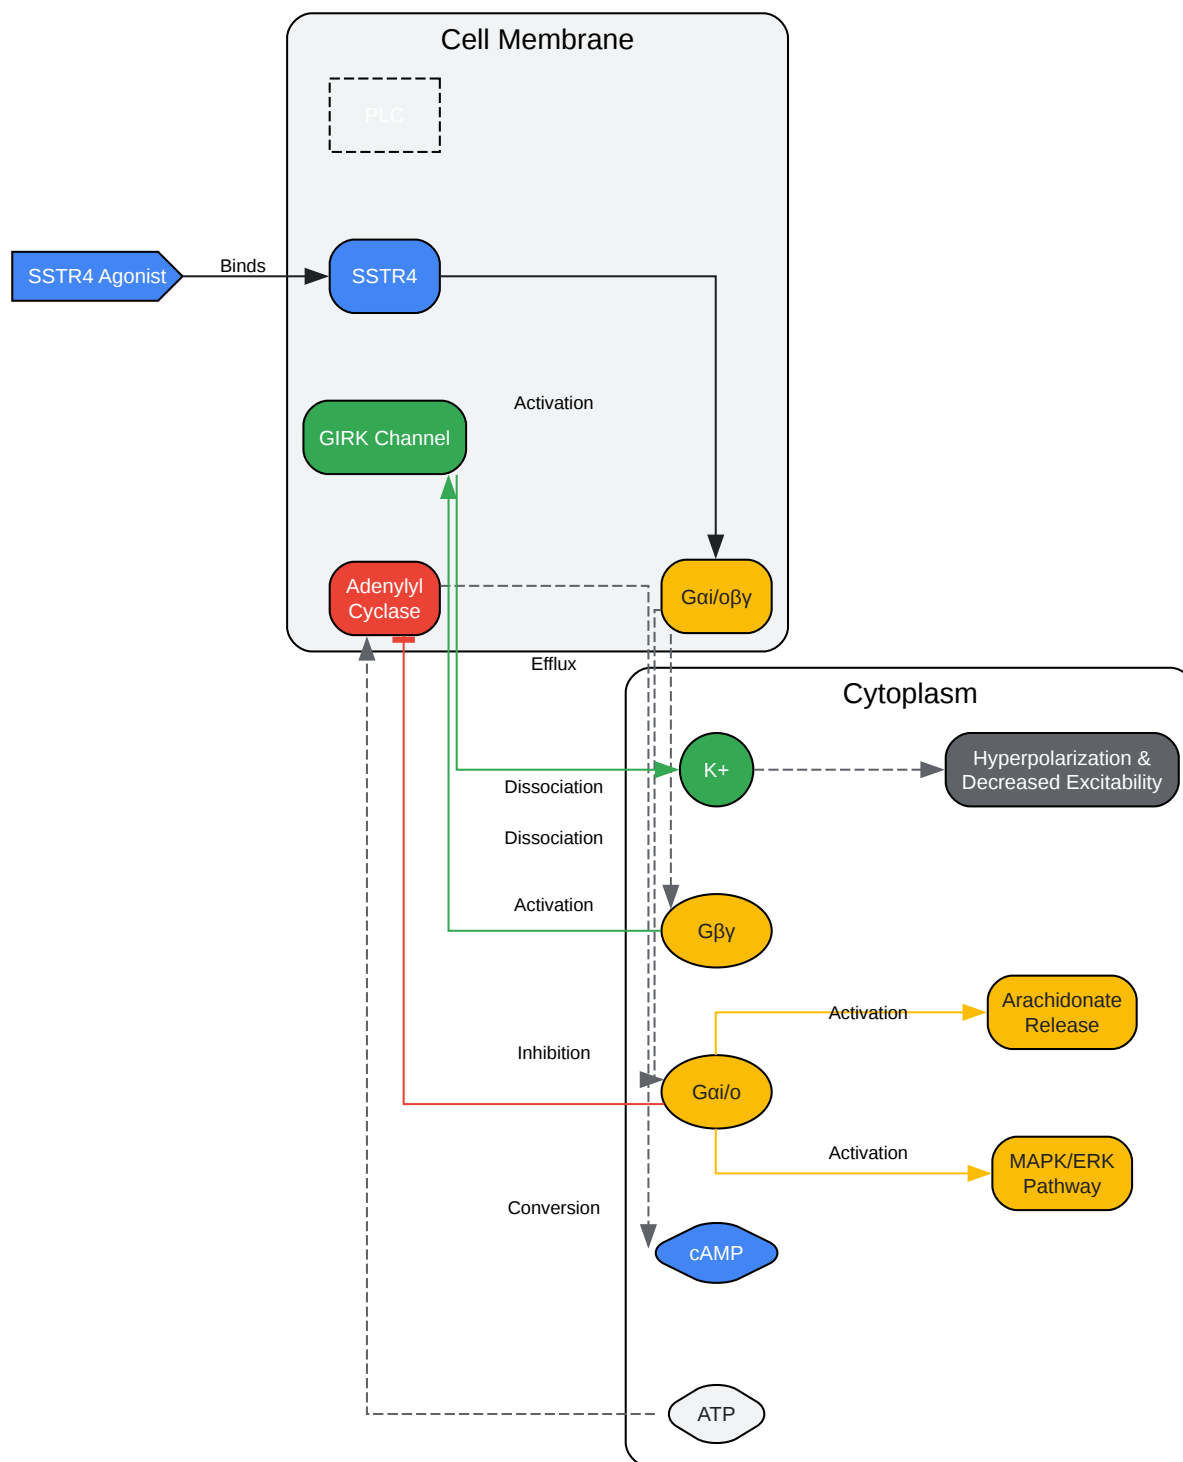 Cell Membrane
PLC
SSTR4 Agonist
Binds
SSTR4
Activation
GIRK Channel
Adenylyl
Cyclase
Gαi/oβγ
Efflux
Cytoplasm
K+
Hyperpolarization &
Decreased Excitability
Dissociation
Dissociation
Activation
Gβγ
Arachidonate
Release
Activation
Inhibition
Gαi/o
Activation
MAPK/ERK
Pathway
Conversion
cAMP
ATP